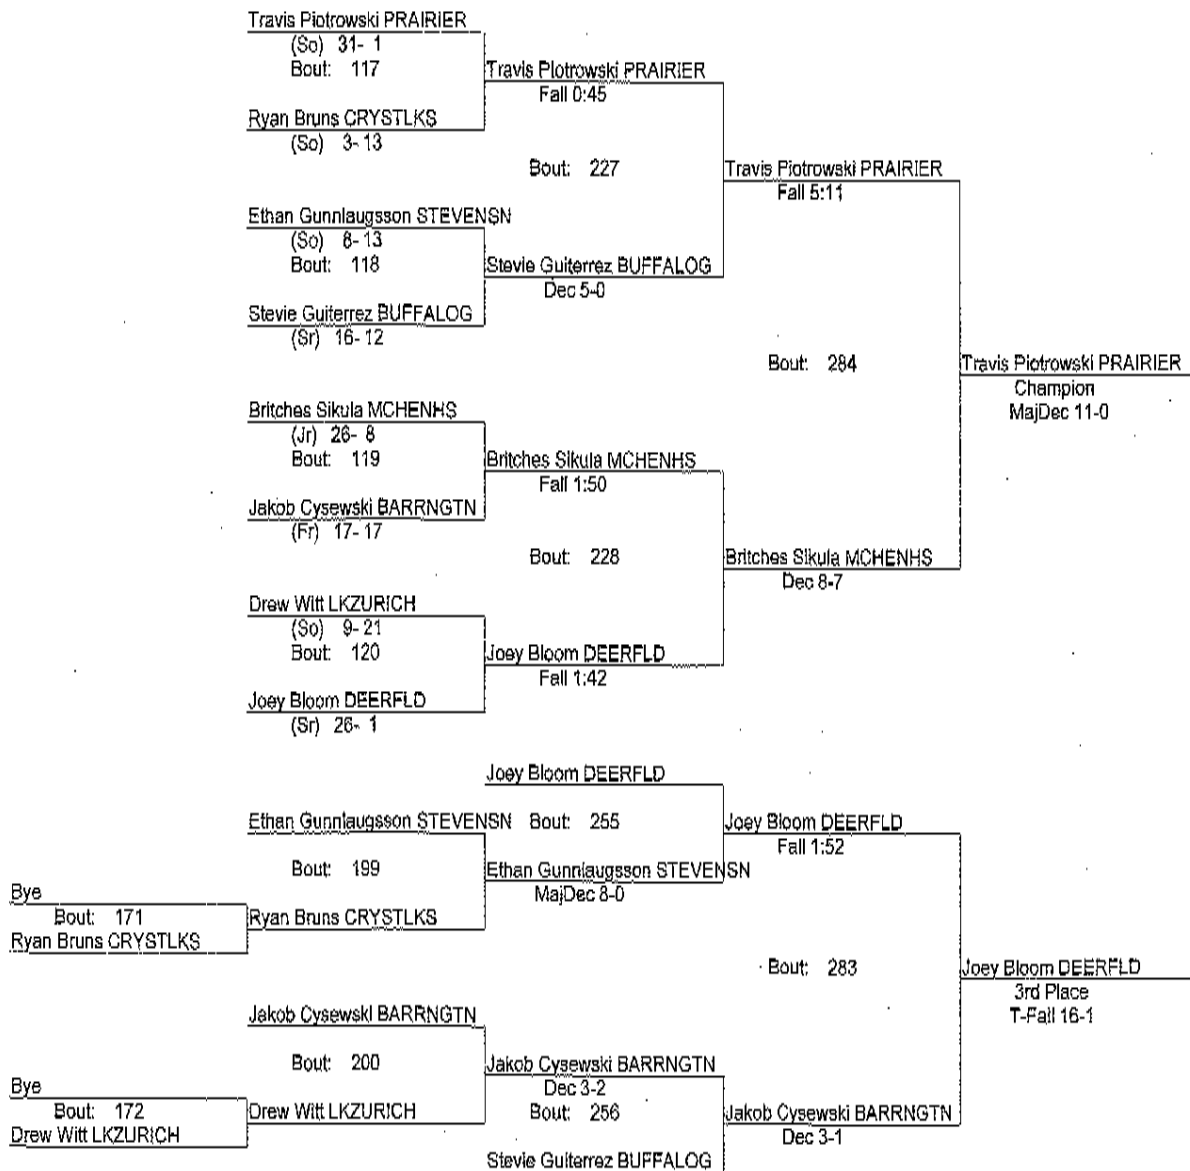 Travis Piotrowski PRAIRIER
(So) 31- 1
Bout: 117
Travis Plotrowski PRAIRIER
Fall 0:45
Ryan Bruns CRYSTLKS
(So) 3- 13
Bout: 227
Travis Piotrowski PRAIRIER
Fall 5:11
Ethan Gunnlaugsson STEVENSN
(So) 8- 13
Bout: 118
Stevie Guiterrez BUFFALOG
Dec 5-0
Stevie Guiterrez BUFFALOG
(Sr) 16- 12
Bout: 284
Travis Piotrowski PRAIRIER
Champion
MajDec 11-0
Britches Sikula MCHENHS
(Jr) 26- 8
Bout: 119
Britches Sikula MCHENHS
Fall 1:50
Jakob Cysewski BARRNGTN
(Fr) 17- 17
Bout: 228
Britches Sikula MCHENHS
Dec 8-7
Drew Witt LKZURICH
(So) 9- 21
Bout: 120
Joey Bloom DEERFLD
Fall 1:42
Joey Bloom DEERFLD
(Sr) 26- 1
Joey Bloom DEERFLD
Ethan Gunnlaugsson STEVENSN
Bout: 255
Joey Bloom DEERFLD
Fall 1:52
Bout: 199
Ethan Gunnlaugsson STEVENSN
MajDec 8-0
Bye
Bout: 171
Ryan Bruns CRYSTLKS
Ryan Bruns CRYSTLKS
Bout: 283
Joey Bloom DEERFLD
3rd Place
T-Fall 16-1
Jakob Cysewski BARRNGTN
Bout: 200
Jakob Cysewski BARRNGTN
Dec 3-2
Bye
Bout: 172
Drew Witt LKZURICH
Drew Witt LKZURICH
Bout: 256
Jakob Cysewski BARRNGTN
Dec 3-1
Stevie Guiterrez BUFFALOG